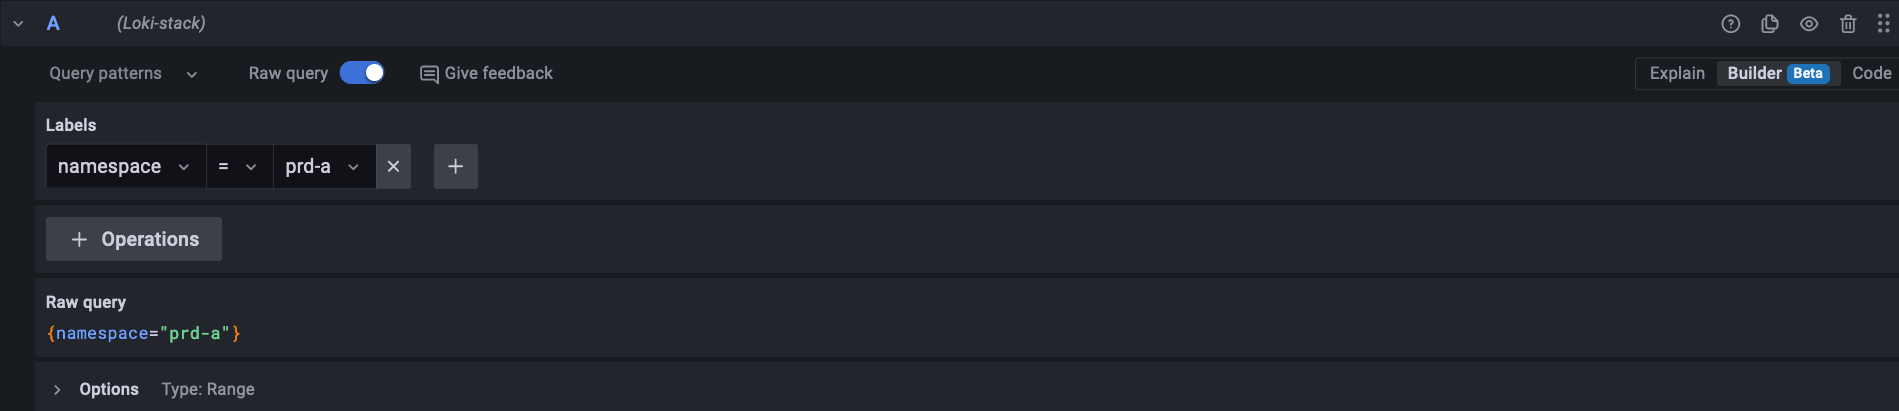 A (Loki-stack)
Query patterns Raw query Give feedback Explain Builder Beta Code
Labels
namespace = prd-a
+ Operations
Raw query
{namespace="prd-a"}
Options Type: Range